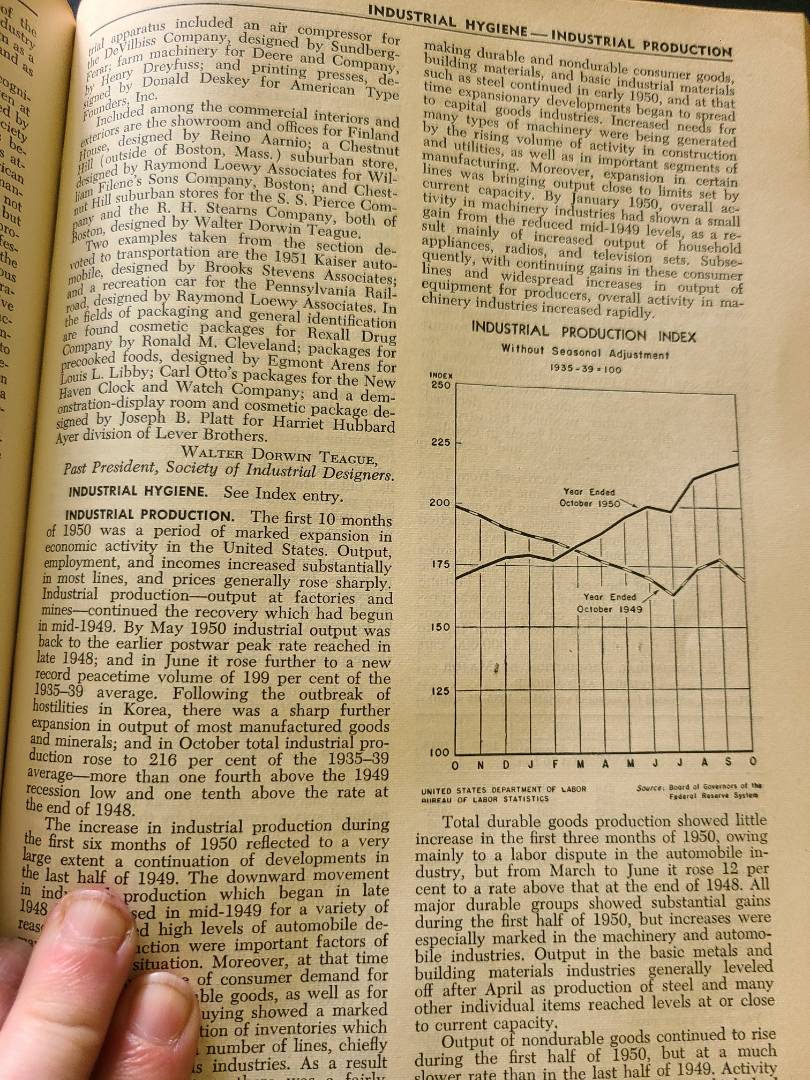 of the
dustry
n as a
and as
ecogni-
en at
ed by
ciety
be-
s at-
ican
nan-
not
but
pro-
fes-
the
ous
ra-
ve
ic-
n-
to
e-
n
a
INDUSTRIAL HYGIENE—INDUSTRIAL PRODUCTION
trial apparatus included an air compressor for
the DeVilbiss Company, designed by Sundberg-
Ferar; farm machinery for Deere and Company,
by Henry Dreyfuss; and printing presses, de-
signed by Donald Deskey for American Type
Founders, Inc.
Included among the commercial interiors and
exteriors are the showroom and offices for Finland
House, designed by Reino Aarnio; a Chestnut
Hill (outside of Boston, Mass.) suburban store,
designed by Raymond Loewy Associates for Wil-
liam Filene's Sons Company, Boston; and Chest-
nut Hill suburban stores for the S. S. Pierce Com-
pany and the R. H. Stearns Company, both of
Boston, designed by Walter Dorwin Teague.
Two examples taken from the section de-
voted to transportation are the 1951 Kaiser auto-
mobile, designed by Brooks Stevens Associates;
and a recreation car for the Pennsylvania Rail-
road, designed by Raymond Loewy Associates. In
the fields of packaging and general identification
are found cosmetic packages for Rexall Drug
Company by Ronald M. Cleveland; packages for
precooked foods, designed by Egmont Arens for
Louis L. Libby; Carl Otto's packages for the New
Haven Clock and Watch Company; and a dem-
onstration-display room and cosmetic package de-
signed by Joseph B. Platt for Harriet Hubbard
Ayer division of Lever Brothers.
WALTER DORWIN TEAGUE,
Past President, Society of Industrial Designers.
INDUSTRIAL HYGIENE. See Index entry.
INDUSTRIAL PRODUCTION. The first 10 months
of 1950 was a period of marked expansion in
economic activity in the United States. Output,
employment, and incomes increased substantially
in most lines, and prices generally rose sharply.
Industrial production—output at factories and
mines—continued the recovery which had begun
in mid-1949. By May 1950 industrial output was
back to the earlier postwar peak rate reached in
late 1948; and in June it rose further to a new
record peacetime volume of 199 per cent of the
1935–39 average. Following the outbreak of
hostilities in Korea, there was a sharp further
expansion in output of most manufactured goods
and minerals; and in October total industrial pro-
duction rose to 216 per cent of the 1935–39
average—more than one fourth above the 1949
recession low and one tenth above the rate at
the end of 1948.
The increase in industrial production during
the first six months of 1950 reflected to a very
large extent a continuation of developments in
the last half of 1949. The downward movement
in production which began in late
1948 in mid-1949 for a variety of
high levels of automobile de-
were important factors of
situation. Moreover, at that time
of consumer demand for
goods, as well as for
showed a marked
of inventories which
number of lines, chiefly
industries. As a result
making durable and nondurable consumer goods,
building materials, and basic industrial materials
such as steel continued in early 1950, and at that
time expansionary developments began to spread
to capital goods industries. Increased needs for
many types of machinery were being generated
by the rising volume of activity in construction
and utilities, as well as in important segments of
manufacturing. Moreover, expansion in certain
lines was bringing output close to limits set by
current capacity. By January 1950, overall ac-
tivity in machinery industries had shown a small
gain from the reduced mid-1949 levels, as a re-
sult mainly of increased output of household
appliances, radios, and television sets. Subse-
quently, with continuing gains in these consumer
lines and widespread increases in output of
equipment for producers, overall activity in ma-
chinery industries increased rapidly.
INDUSTRIAL PRODUCTION INDEX
Without Seasonal Adjustment
1935-39=100
INDEX
250
225
200
175
150
125
100
Year Ended
October 1950
Year Ended
October 1949
O N D J F M A M J J A S O
UNITED STATES DEPARTMENT OF LABOR
BUREAU OF LABOR STATISTICS
Source: Board of Governors of the
Federal Reserve System
Total durable goods production showed little
increase in the first three months of 1950, owing
mainly to a labor dispute in the automobile in-
dustry, but from March to June it rose 12 per
cent to a rate above that at the end of 1948. All
major durable groups showed substantial gains
during the first half of 1950, but increases were
especially marked in the machinery and automo-
bile industries. Output in the basic metals and
building materials industries generally leveled
off after April as production of steel and many
other individual items reached levels at or close
to current capacity.
Output of nondurable goods continued to rise
during the first half of 1950, but at a much
slower rate than in the last half of 1949. Activity